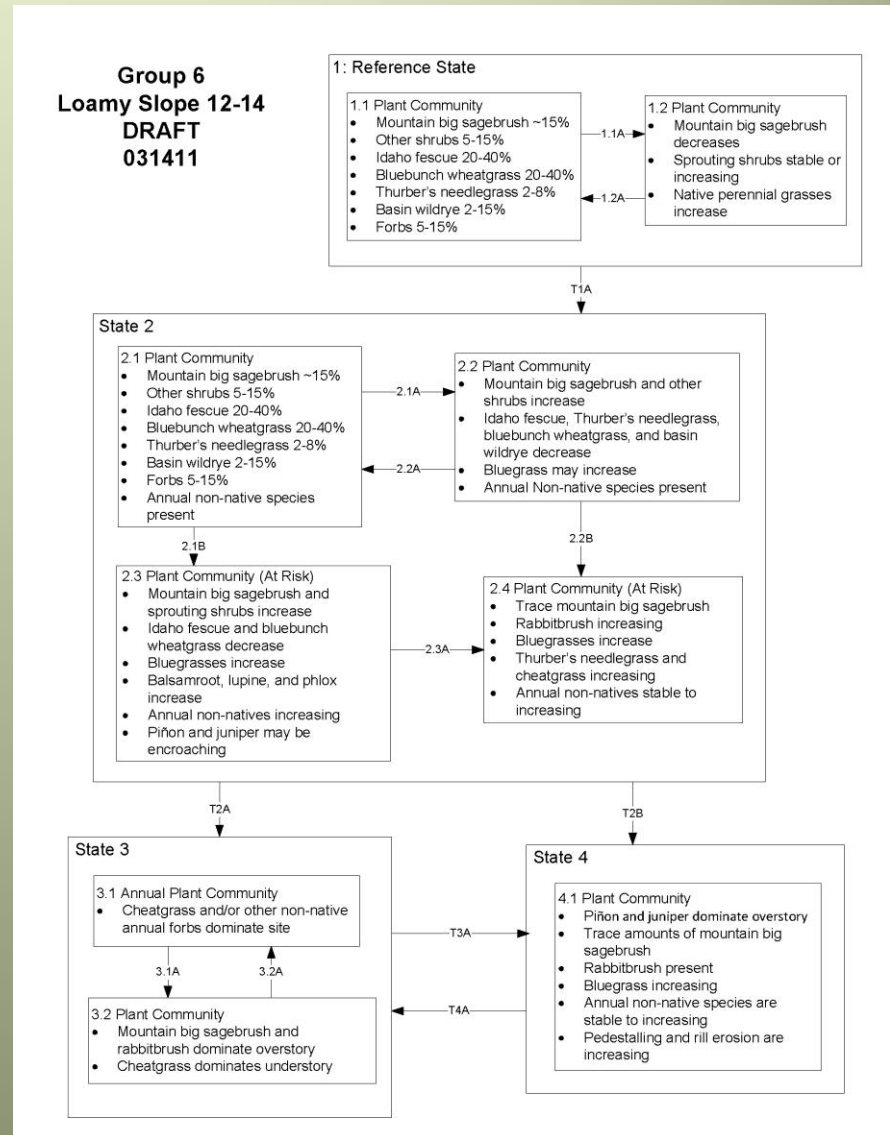 Group 6
Loamy Slope 12-14
DRAFT
031411
1: Reference State
1.1 Plant Community
• Mountain big sagebrush ~15%
• Other shrubs 5-15%
• Idaho fescue 20-40%
• Bluebunch wheatgrass 20-40%
• Thurber's needlegrass 2-8%
• Basin wildrye 2-15%
• Forbs 5-15%
1.1A
1.2A
1.2 Plant Community
• Mountain big sagebrush
decreases
• Sprouting shrubs stable or
increasing
• Native perennial grasses
increase
T1A
State 2
2.1 Plant Community
• Mountain big sagebrush ~15%
• Other shrubs 5-15%
• Idaho fescue 20-40%
• Bluebunch wheatgrass 20-40%
• Thurber's needlegrass 2-8%
• Basin wildrye 2-15%
• Forbs 5-15%
• Annual non-native species
present
2.1A
2.2A
2.2 Plant Community
• Mountain big sagebrush and other
shrubs increase
• Idaho fescue, Thurber's needlegrass,
bluebunch wheatgrass, and basin
wildrye decrease
• Bluegrass may increase
• Annual Non-native species present
2.1B
2.2B
2.3 Plant Community (At Risk)
• Mountain big sagebrush and
sprouting shrubs increase
• Idaho fescue and bluebunch
wheatgrass decrease
• Bluegrasses increase
• Balsamroot, lupine, and phlox
increase
• Annual non-natives increasing
• Piñon and juniper may be
encroaching
2.3A
2.4 Plant Community (At Risk)
• Trace mountain big sagebrush
• Rabbitbrush increasing
• Bluegrasses increase
• Thurber's needlegrass and
cheatgrass increasing
• Annual non-natives stable to
increasing
T2A
T2B
State 3
3.1 Annual Plant Community
• Cheatgrass and/or other non-native
annual forbs dominate site
3.1A
3.2A
3.2 Plant Community
• Mountain big sagebrush and
rabbitbrush dominate overstory
• Cheatgrass dominates understory
T3A
T4A
State 4
4.1 Plant Community
• Piñon and juniper dominate overstory
• Trace amounts of mountain big
sagebrush
• Rabbitbrush present
• Bluegrass increasing
• Annual non-native species are
stable to increasing
• Pedestalling and rill erosion are
increasing